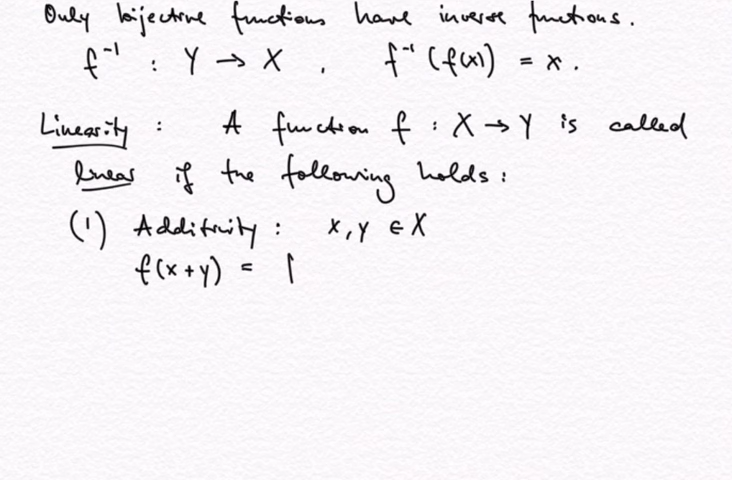 Only bijective functions have inverse functions.
f⁻¹ : Y → X , f⁻¹ (f(x)) = x .
Linearity : A function f : X → Y is called
linear if the following holds :
(1) Additivity : x, y ∈ X
f(x + y) =